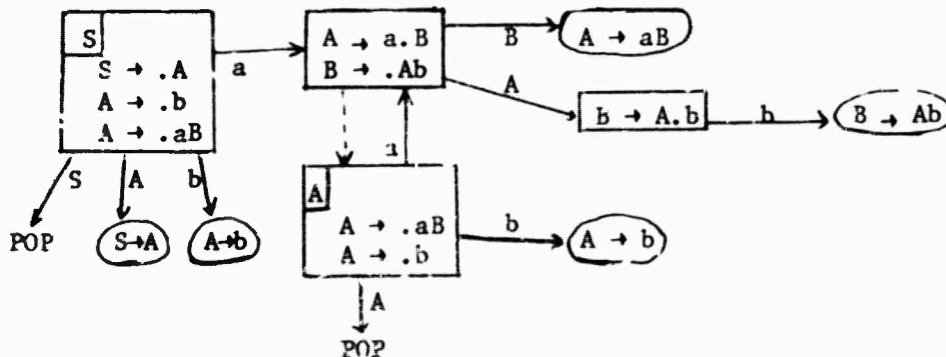 S
S → .A
A → .b
A → .aB
a
A → a.B
B → .Ab
B
A → aB
A
b → A.b
b
B → Ab
a
S
A
b
POP
S→A
A→b
A
A → .aB
A → .b
b
A → b
A
POP